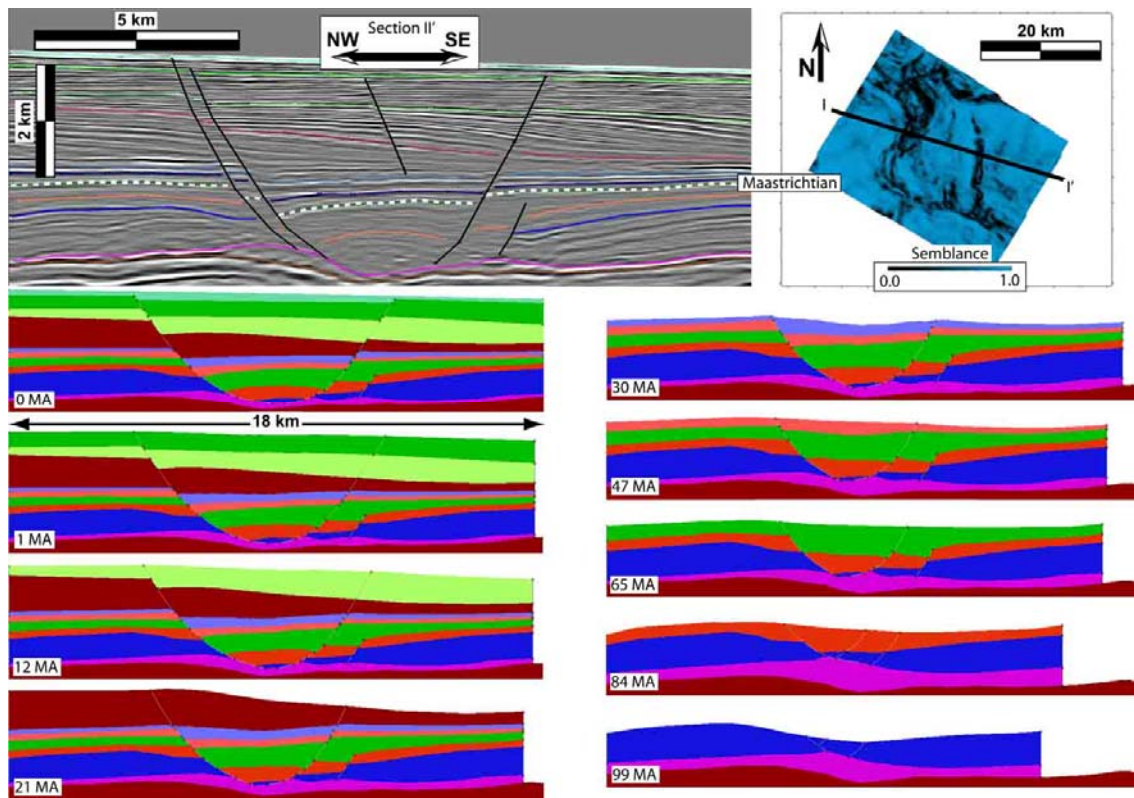 5 km
Section II'
NW SE
2 km
20 km
N
I
I'
Maastrichtian
Semblance
0.0 1.0
0 MA
18 km
1 MA
12 MA
21 MA
30 MA
47 MA
65 MA
84 MA
99 MA